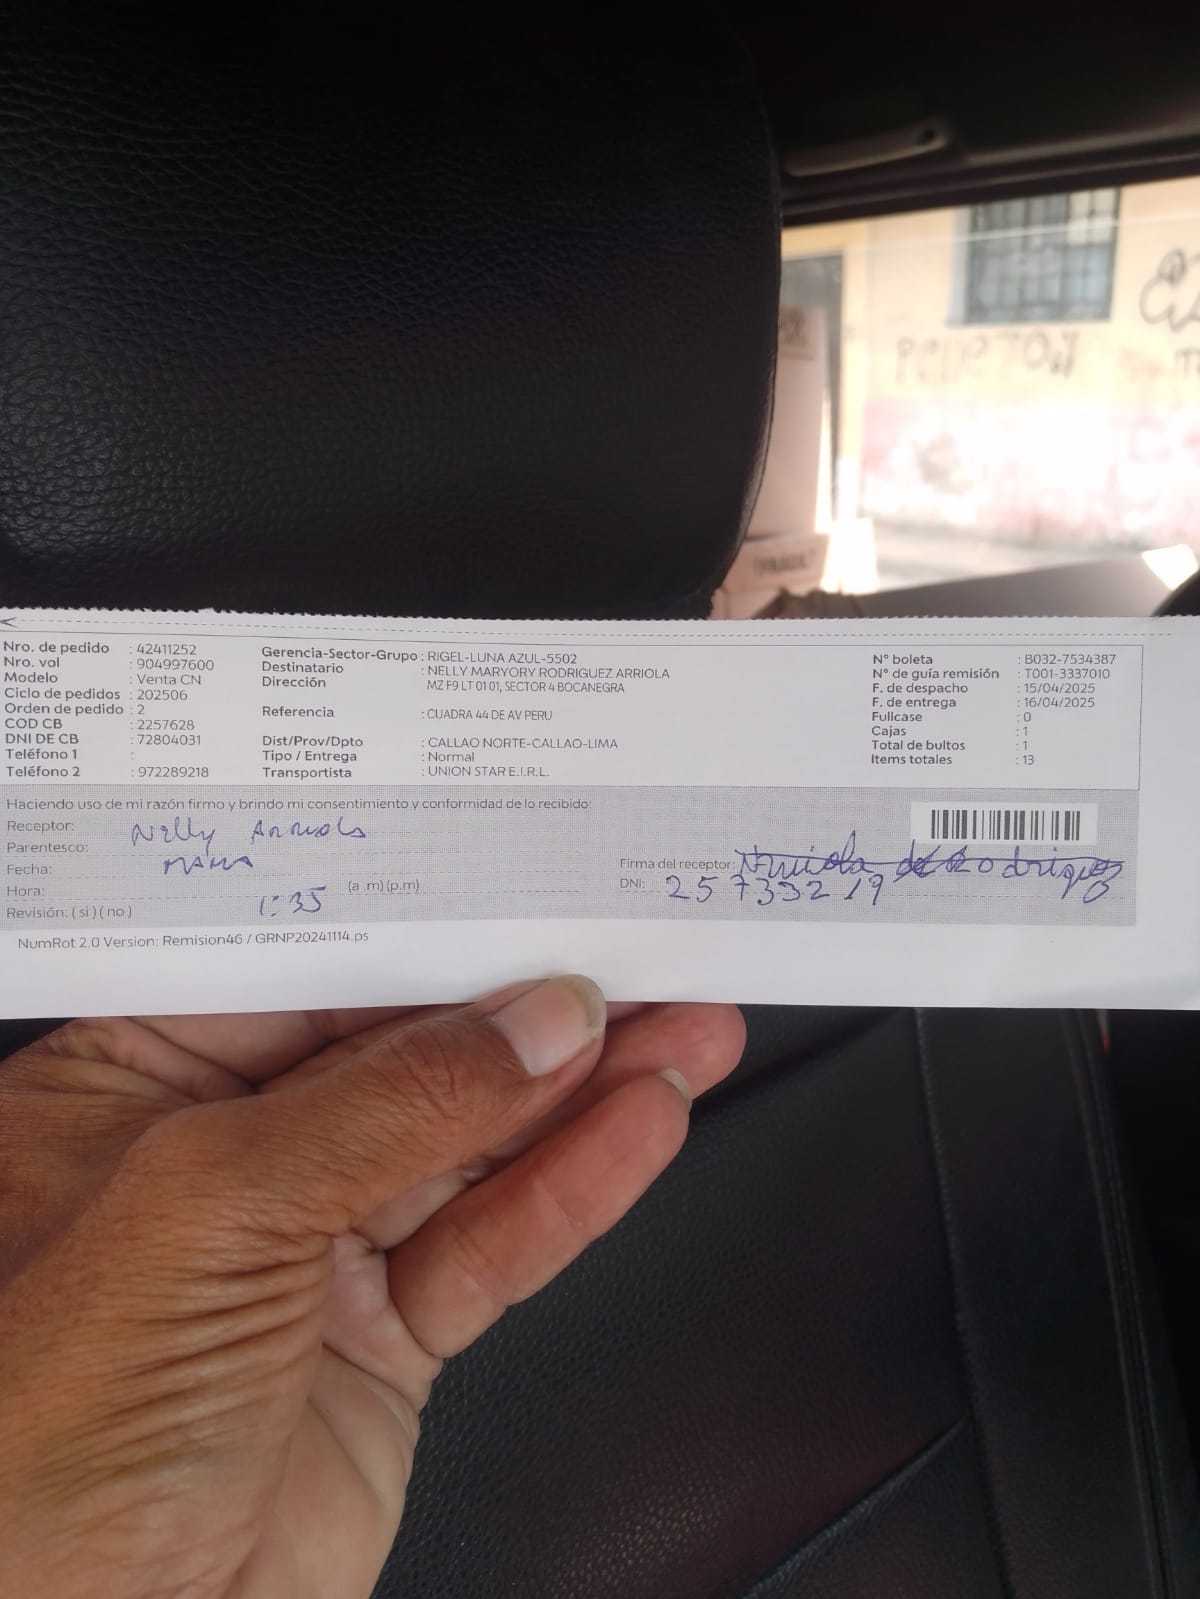 Nro. de pedido : 42411252
Nro. vol : 904997600
Modelo : Venta CN
Ciclo de pedidos : 202506
Orden de pedido : 2
COD CB : 2257628
DNI DE CB : 72804031
Teléfono 1 :
Teléfono 2 : 972289218
Gerencia-Sector-Grupo : RIGEL-LUNA AZUL-5502
Destinatario : NELLY MARYORY RODRIGUEZ ARRIOLA
Dirección MZ F9 LT 01 01, SECTOR 4 BOCANEGRA
Referencia : CUADRA 44 DE AV PERU
Dist/Prov/Dpto : CALLAO NORTE-CALLAO-LIMA
Tipo / Entrega : Normal
Transportista : UNION STAR E.I.R.L.
N° boleta : B032-7534387
N° de guía remisión : T001-3337010
F. de despacho : 15/04/2025
F. de entrega : 16/04/2025
Fullcase : 0
Cajas : 1
Total de bultos : 1
Items totales : 13
Haciendo uso de mi razón firmo y brindo mi consentimiento y conformidad de lo recibido:
Receptor: Nelly Arriola
Parentesco: MAMA
Fecha:
Hora: 1:35 (a .m) (p.m)
Revisión: ( si ) ( no )
Firma del receptor: N. Arriola de Rodriguez
DNI: 25733219
NumRot 2.0 Version: Remision46 / GRNP20241114.ps